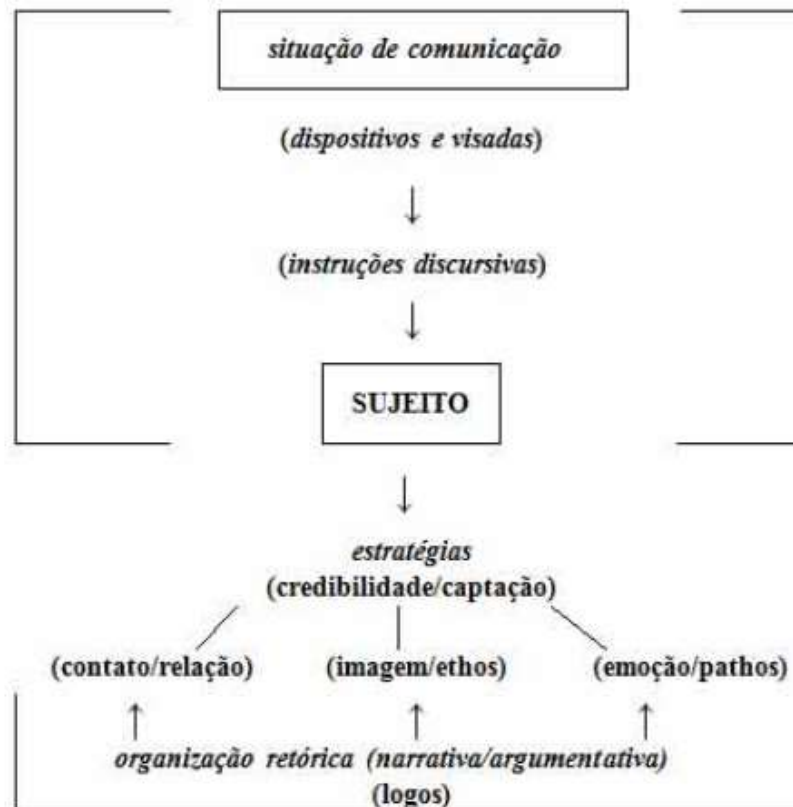 situação de comunicação
(dispositivos e visadas)
(instruções discursivas)
SUJEITO
estratégias
(credibilidade/captação)
(contato/relação) (imagem/ethos) (emoção/pathos)
organização retórica (narrativa/argumentativa)
(logos)